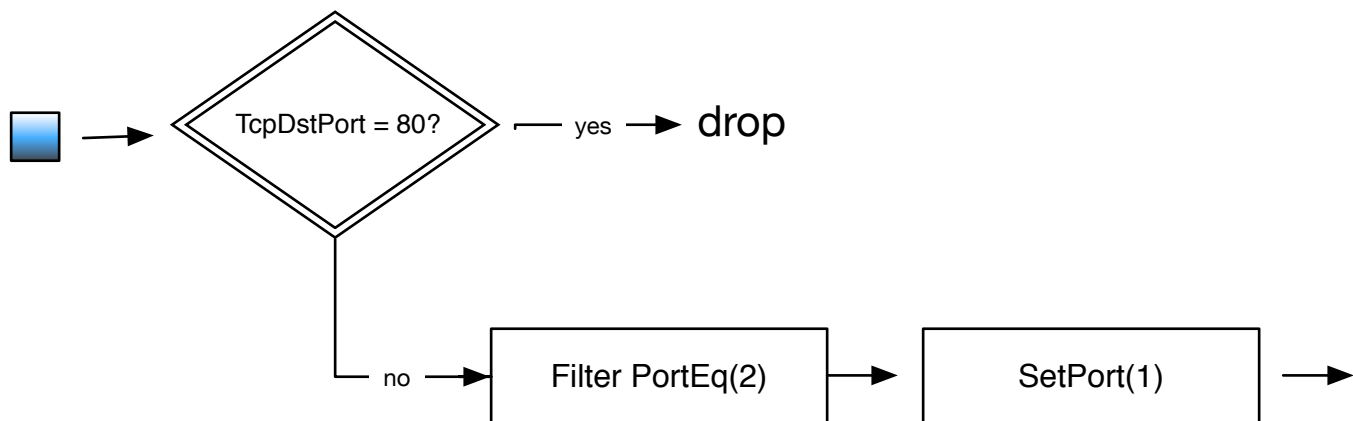 TcpDstPort = 80?
yes
drop
no
Filter PortEq(2)
SetPort(1)